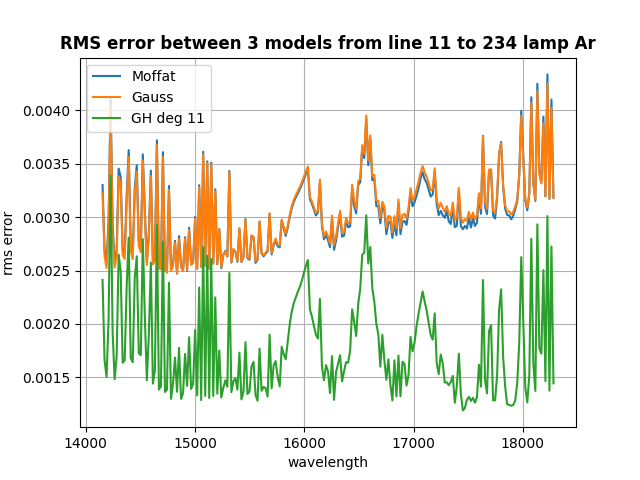 RMS error between 3 models from line 11 to 234 lamp Ar
Moffat
Gauss
GH deg 11
0.0040
0.0035
0.0030
0.0025
0.0020
0.0015
rms error
14000 15000 16000 17000 18000
wavelength